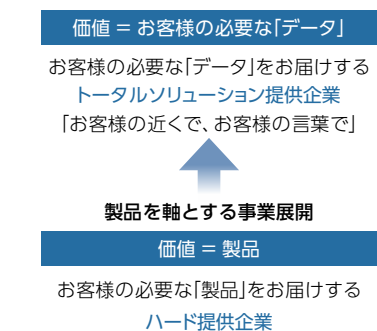 価値 = お客様の必要な「データ」
お客様の必要な「データ」をお届けする
トータルソリューション提供企業
「お客様の近くで、お客様の言葉で」
製品を軸とする事業展開
価値 = 製品
お客様の必要な「製品」をお届けする
ハード提供企業